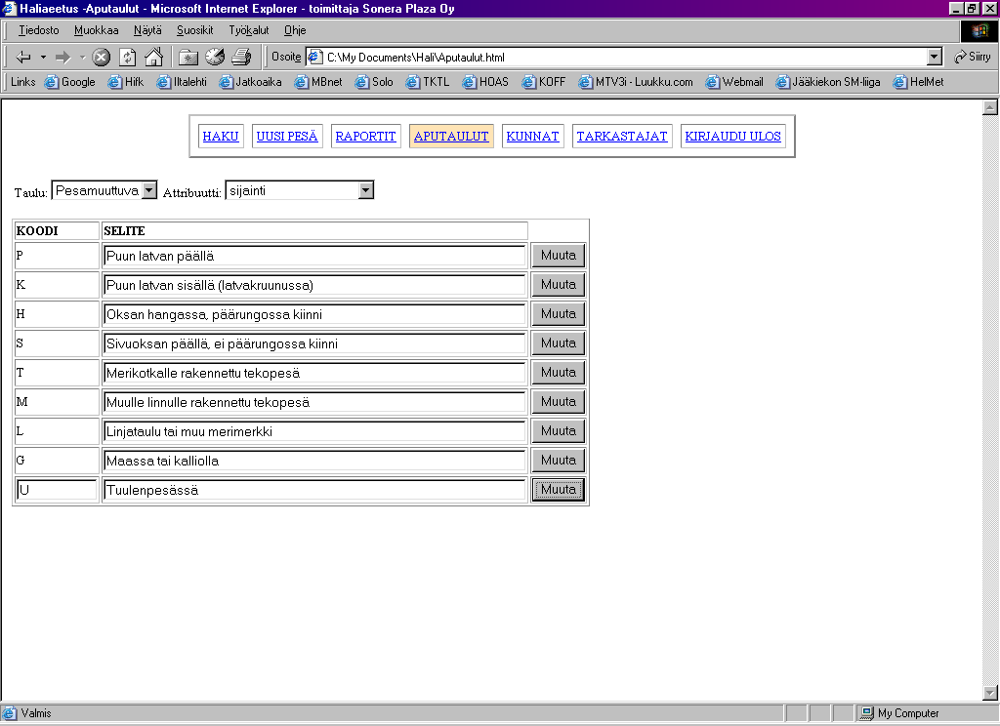 Haliaeetus -Aputaulut - Microsoft Internet Explorer - toimittaja Sonera Plaza Oy
Tiedosto Muokkaa Näytä Suosikit Työkalut Ohje
Osoite C:\My Documents\Hali\Aputaulut.html Siirry
Links Google Hifk Iltalehti Jatkoaika MBnet Solo TKTL HOAS KOFF MTV3i - Luukku.com Webmail Jääkiekon SM-liiga HelMet
HAKU UUSI PESÄ RAPORTIT APUTAULUT KUNNAT TARKASTAJAT KIRJAUDU ULOS
Taulu: Pesamuuttuva Attribuutti: sijainti
KOODI SELITE
P Puun latvan päällä Muuta
K Puun latvan sisällä (latvakruunussa) Muuta
H Oksan hangassa, päärungossa kiinni Muuta
S Sivuoksan päällä, ei päärungossa kiinni Muuta
T Merikotkalle rakennettu tekopesä Muuta
M Muulle linnulle rakennettu tekopesä Muuta
L Linjataulu tai muu merimerkki Muuta
G Maassa tai kalliolla Muuta
U Tuulenpesässä Muuta
Valmis My Computer